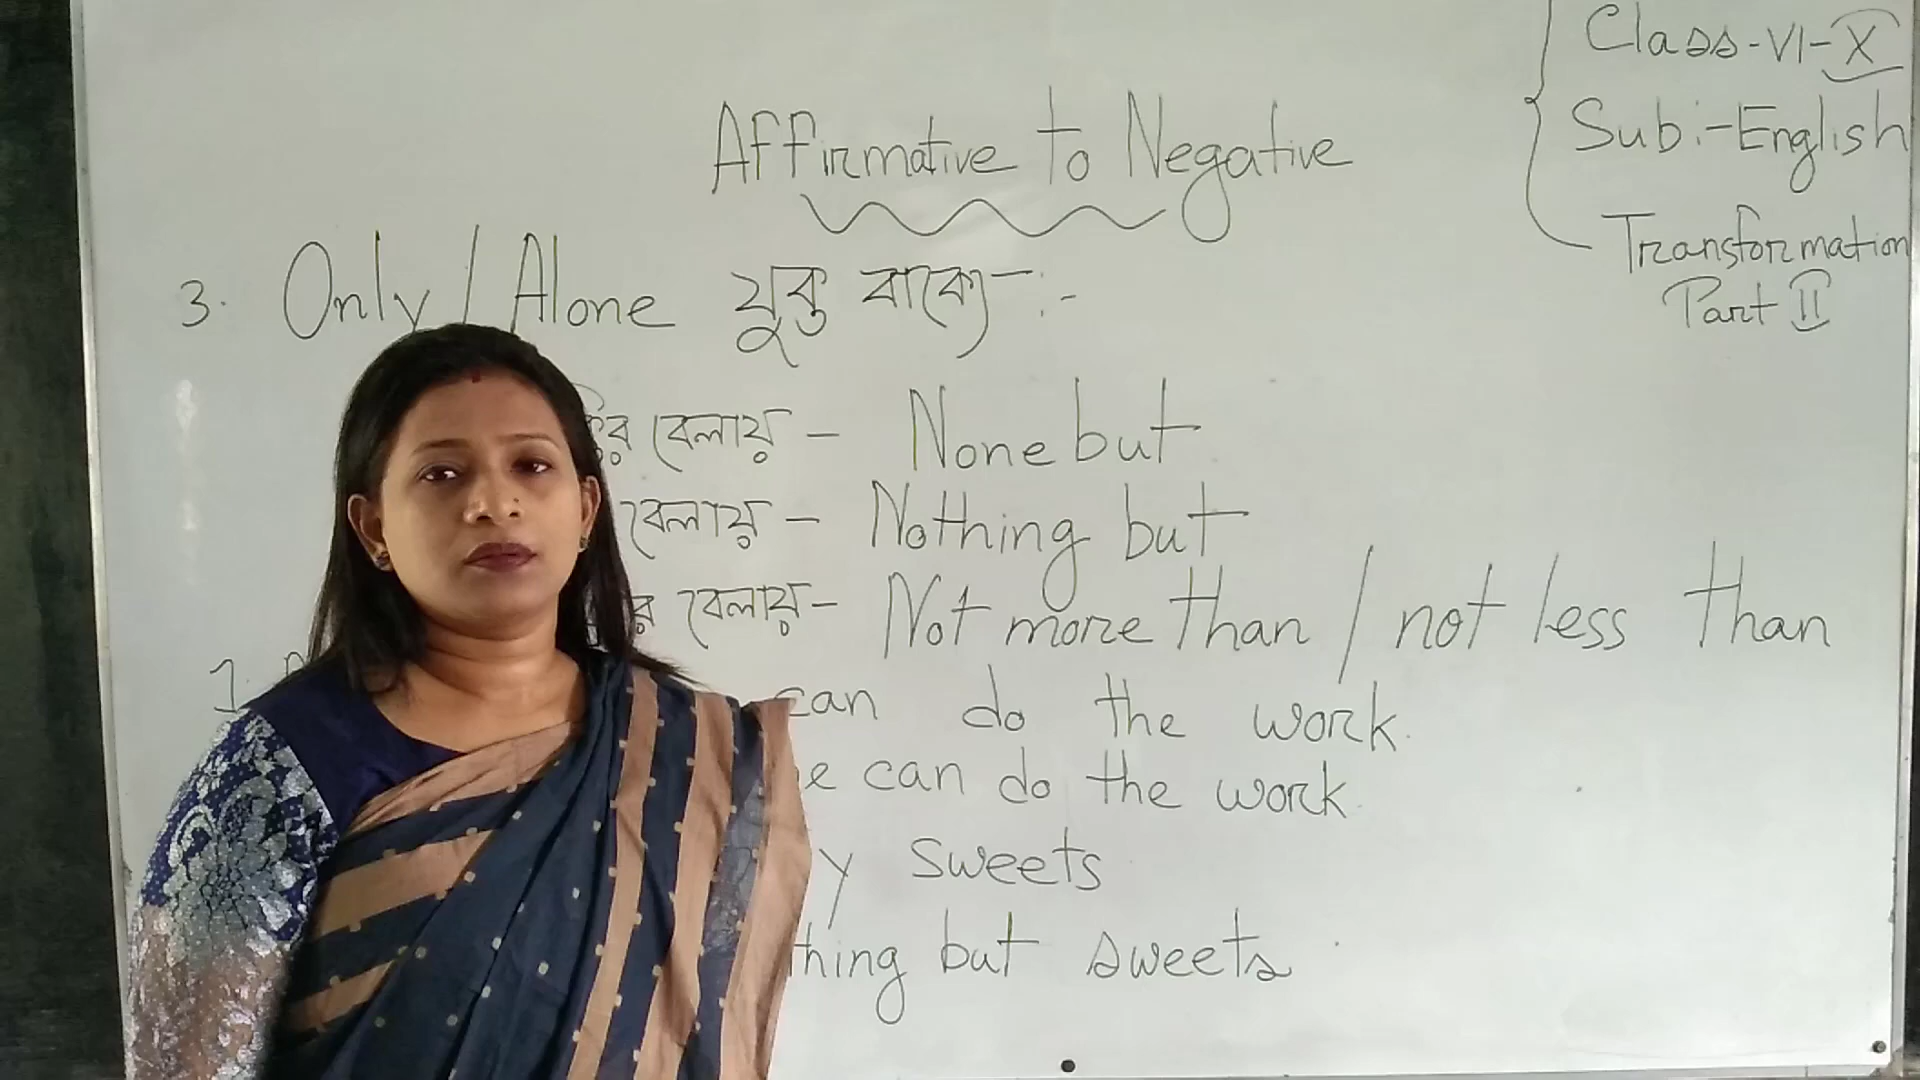 Class-VI-X
Sub:-English
Transformation
Part II
Affirmative to Negative
3. Only / Alone যুক্ত বাক্যে-:-
বেলায় - None but
বেলায় - Nothing but
র বেলায়- Not more than / not less than
1. can do the work.
can do the work.
sweets
thing but sweets.